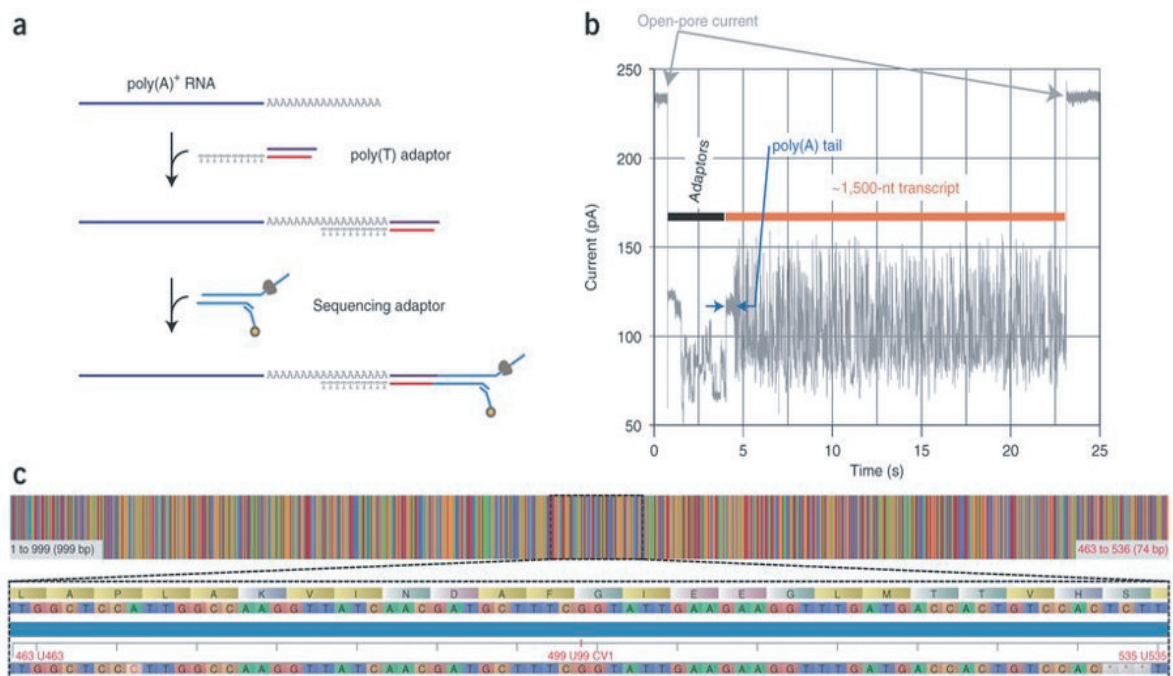 a
poly(A)+ RNA
poly(T) adaptor
Sequencing adaptor
b
Open-pore current
250
200
150
100
50
Current (pA)
Adaptors
poly(A) tail
~1,500-nt transcript
0 5 10 15 20 25
Time (s)
c
1 to 999 (999 bp)
463 to 536 (74 bp)
L A P L A K V I N D A F G I E E G L M T T V H S
T G G C T C C A T T G G C C A A G G T T A T C A A C G A T G C T T T C G G T A T T G A A G A A G G T T T G A T G A C C A C T G T C C A C T C T T
463 U463 499 U99 CV1 535 U535
T G G C T C C C T T G G C C A A G G T T A T C A A C G A T G C T T T C G G T A T T G A A G A A G G T T T G A T G A C C A C T G T C C A C * * * T